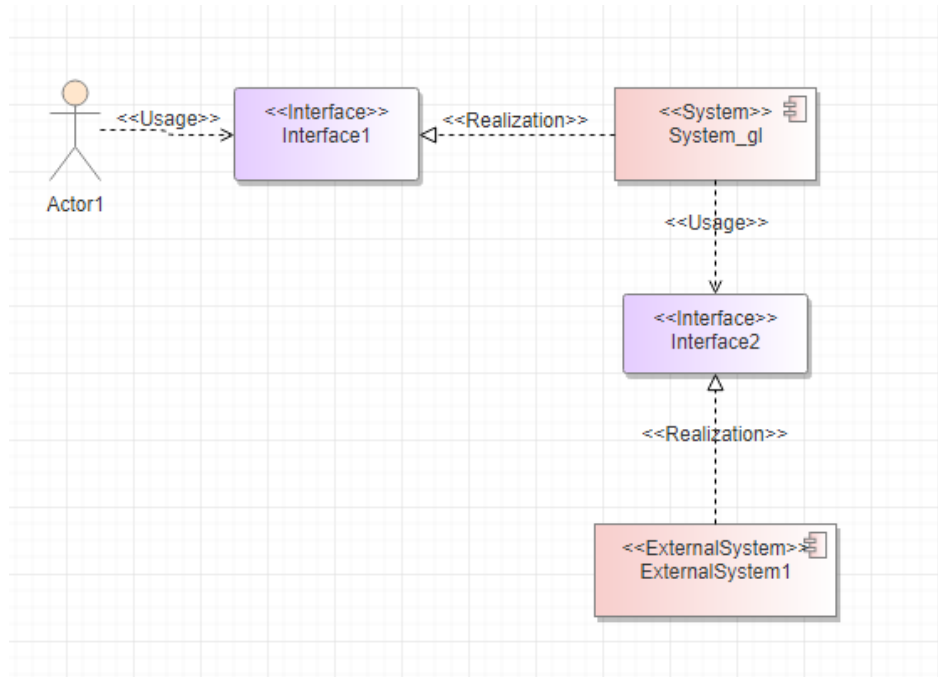 <<Usage>>
<<Interface>>
Interface1
<<Realization>>
<<System>>
System_gl
Actor1
<<Usage>>
<<Interface>>
Interface2
<<Realization>>
<<ExternalSystem>>
ExternalSystem1